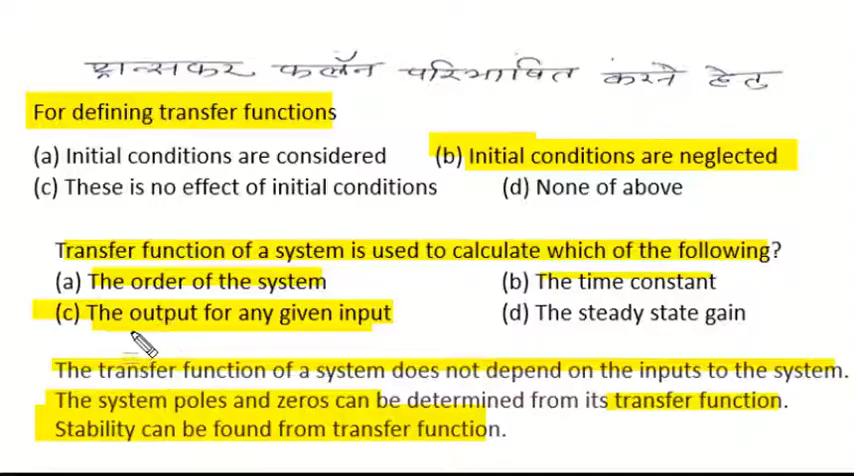 ट्रान्सफर फलॅन परिभाषित करने हेतु
For defining transfer functions
(a) Initial conditions are considered (b) Initial conditions are neglected
(c) These is no effect of initial conditions (d) None of above
Transfer function of a system is used to calculate which of the following?
(a) The order of the system (b) The time constant
(c) The output for any given input (d) The steady state gain
The transfer function of a system does not depend on the inputs to the system.
The system poles and zeros can be determined from its transfer function.
Stability can be found from transfer function.